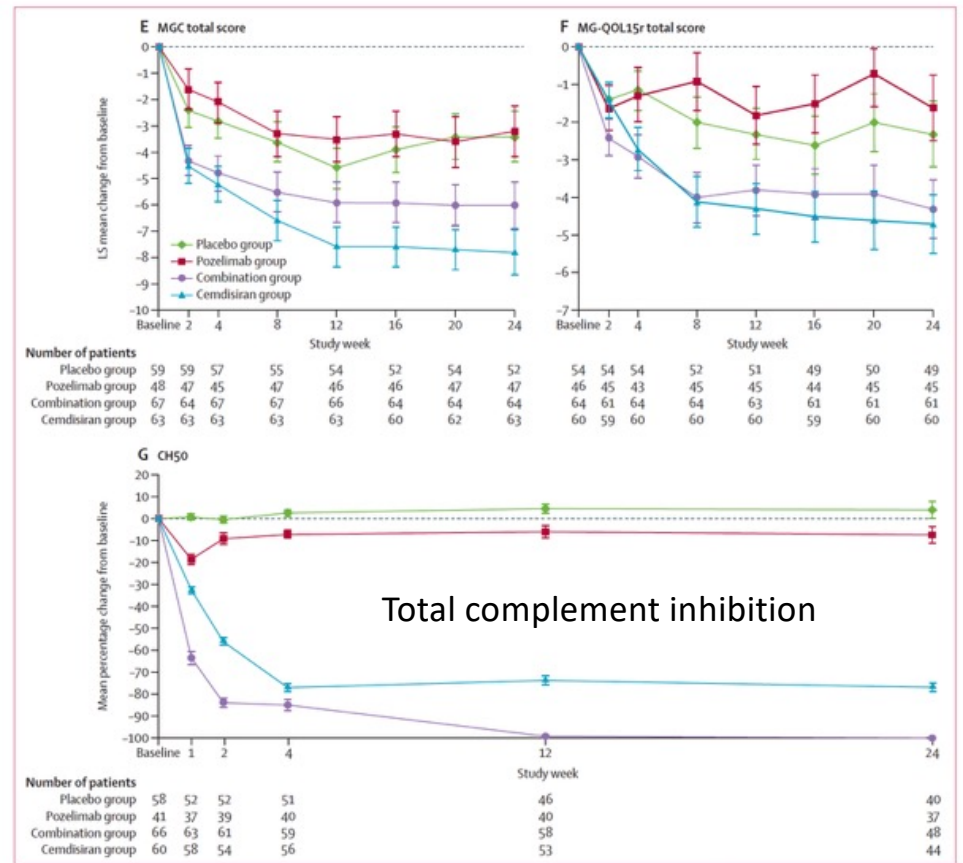 E MGC total score
0
-1
-2
-3
-4
-5
-6
-7
-8
-9
-10
LS mean change from baseline
Placebo group
Pozelimab group
Combination group
Cemdisiran group
Baseline 2 4 8 12 16 20 24
Study week
F MG-QOL15r total score
0
-1
-2
-3
-4
-5
-6
-7
Baseline 2 4 8 12 16 20 24
Study week
Number of patients
Placebo group 59 59 57 55 54 52 54 52 54 54 54 52 51 49 50 49
Pozelimab group 48 47 45 47 46 46 47 47 46 45 43 45 45 44 45 45
Combination group 67 64 67 67 66 64 64 64 64 61 64 64 63 61 61 61
Cemdisiran group 63 63 63 63 63 60 62 63 60 59 60 60 60 59 60 60
G CH50
20
10
0
-10
-20
-30
-40
-50
-60
-70
-80
-90
-100
Mean percentage change from baseline
Total complement inhibition
Baseline 1 2 4 12 24
Study week
Number of patients
Placebo group 58 52 52 51 46 40
Pozelimab group 41 37 39 40 40 37
Combination group 66 63 61 59 58 48
Cemdisiran group 60 58 54 56 53 44